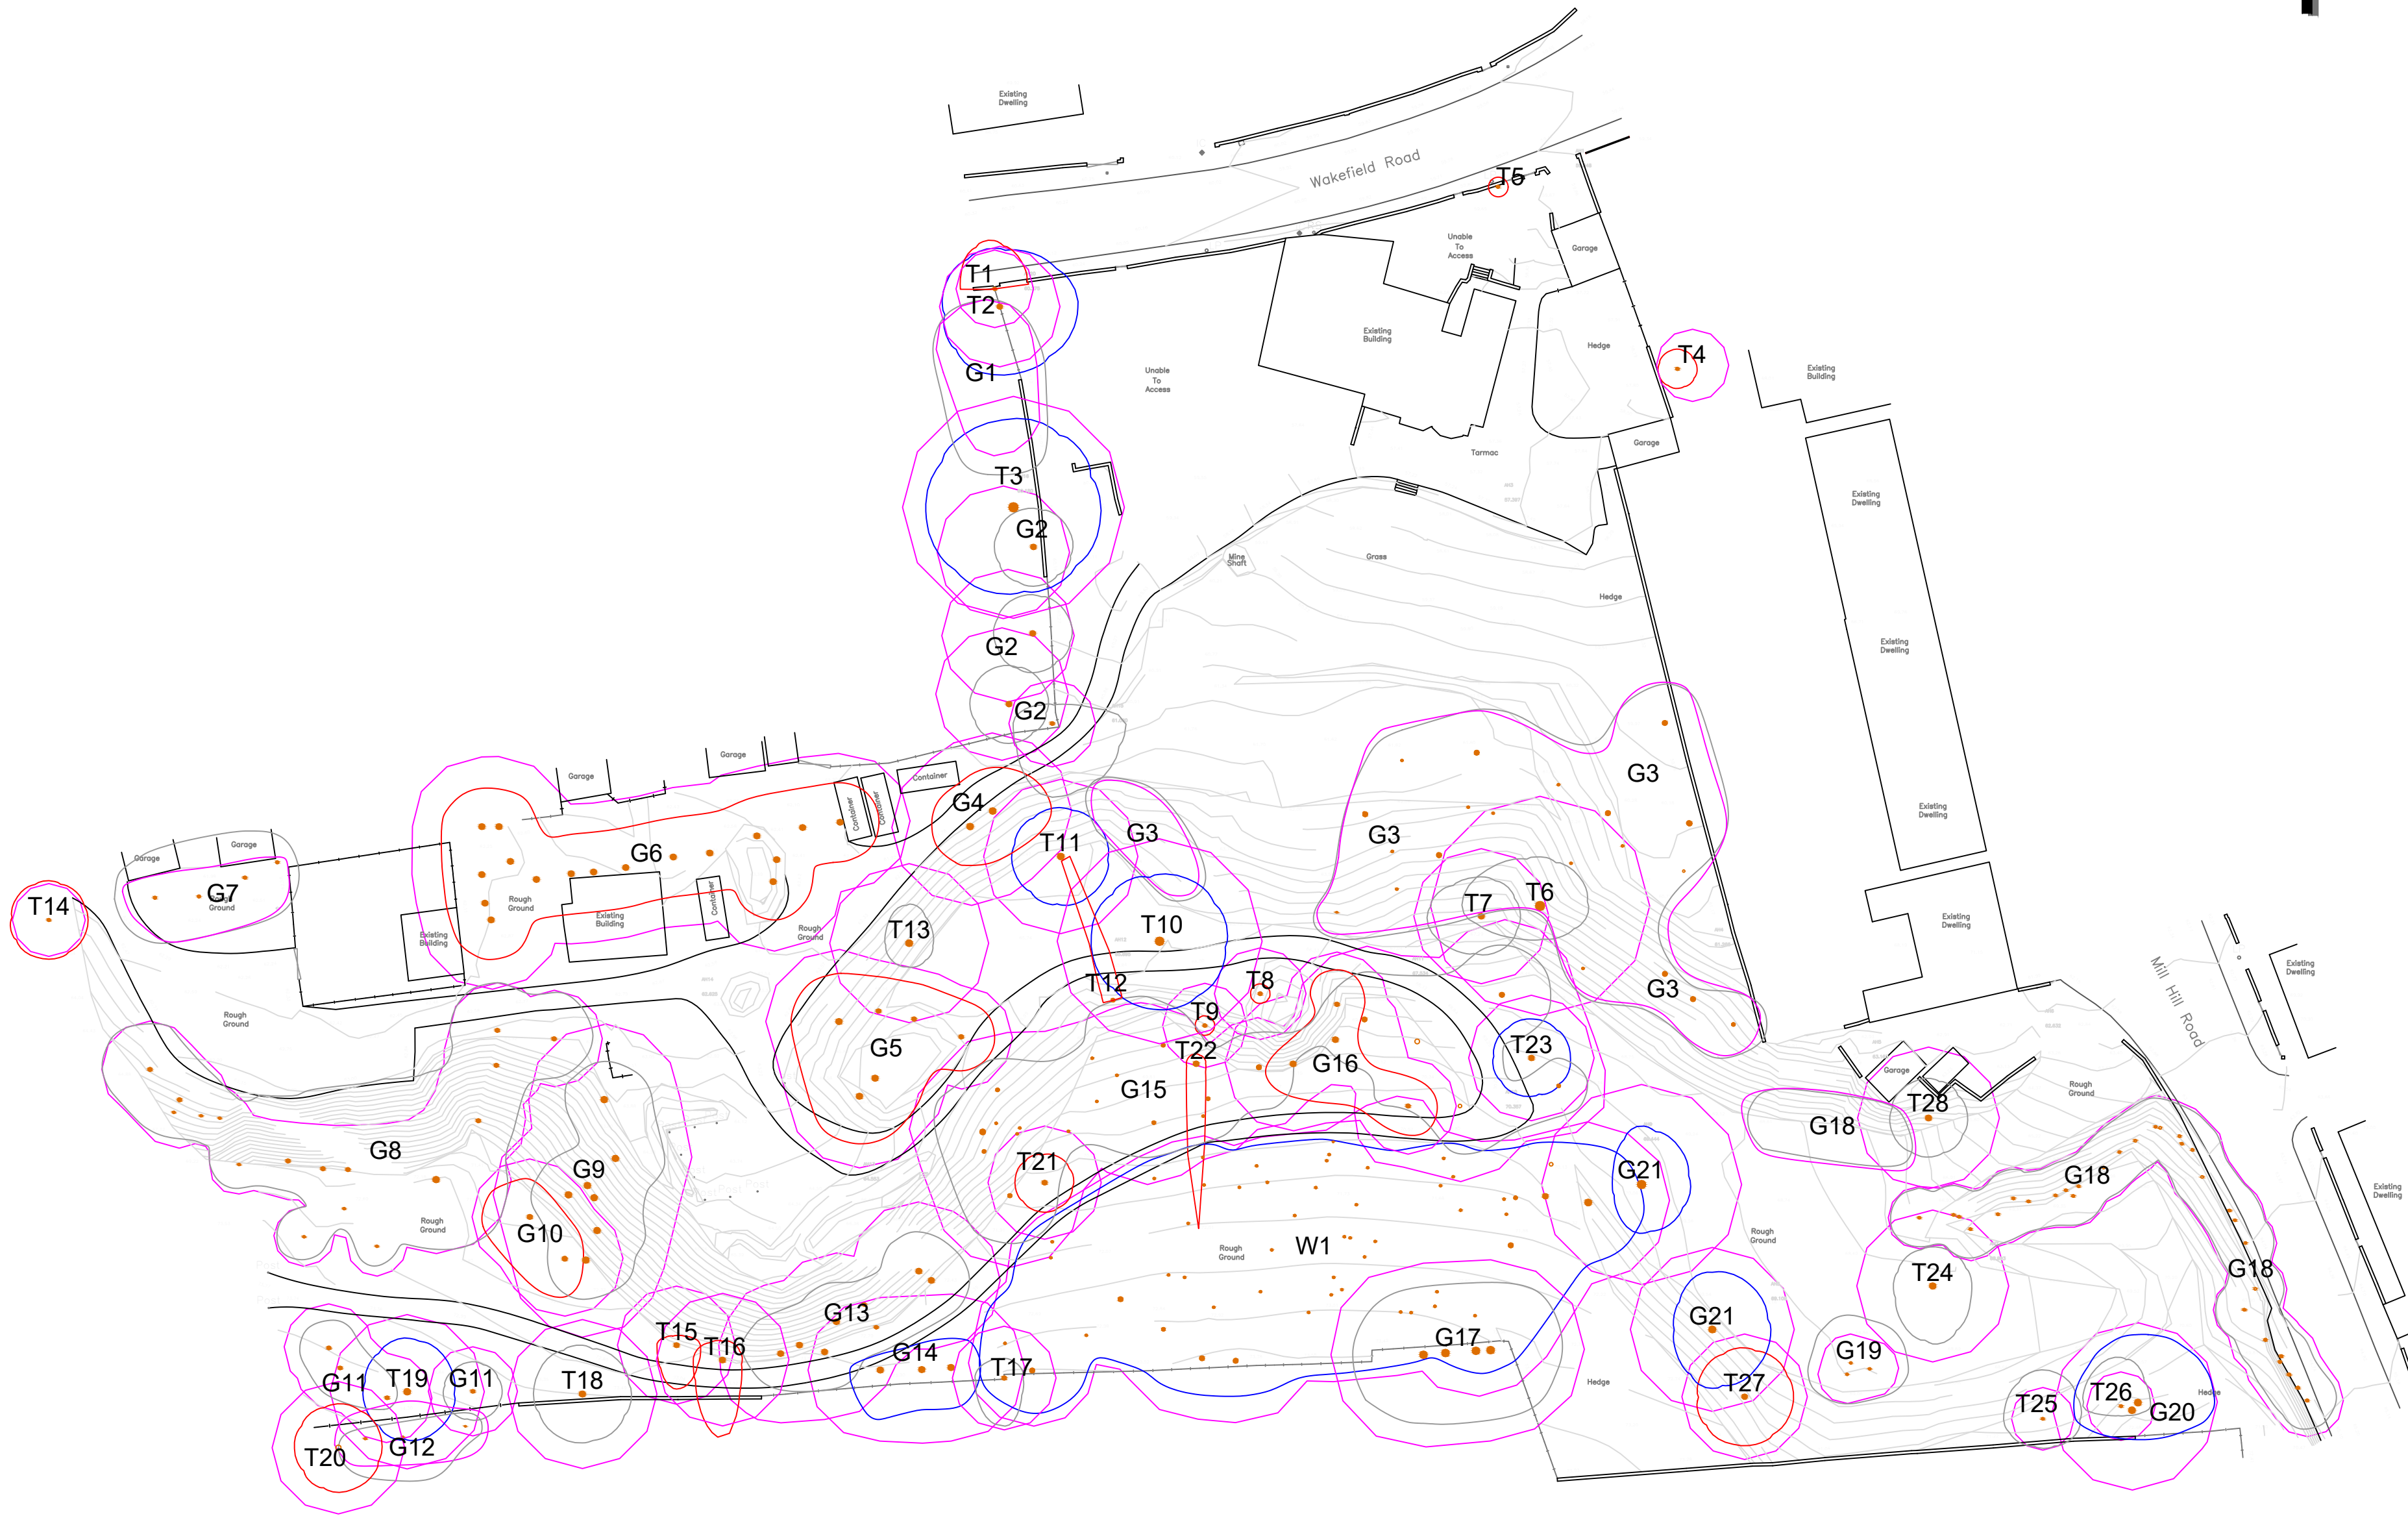 Existing
Dwelling
Wakefield Road
T5
Unable
To
Access
Garage
T1
T2
Existing
Building
Hedge
T4
Existing
Building
G1
Unable
To
Access
Garage
Tarmac
T3
Existing
Dwelling
G2
Mine
Shaft
Grass
Hedge
G2
Existing
Dwelling
G2
Garage
Garage
Container
G3
G4
Container
Container
Existing
Dwelling
G3
G3
T11
Garage
Garage
G6
G7
Ground
Rough
Ground
Container
Existing
Building
T14
T7
T6
T10
T13
Rough
Ground
Existing
Building
Existing
Dwelling
Mill Hill Road
Existing
Dwelling
T12
T8
G3
T9
Rough
Ground
G5
T22
G16
T23
G15
Garage
T28
Rough
Ground
G18
G8
G9
T21
G21
G18
Existing
Dwelling
G10
Rough
Ground
Rough
Ground
W1
Rough
Ground
G18
T24
G13
G21
T15
T16
G14
T17
G17
G19
T18
G11
T19
G11
Hedge
T27
T25
T26
Hedge
G20
T20
G12